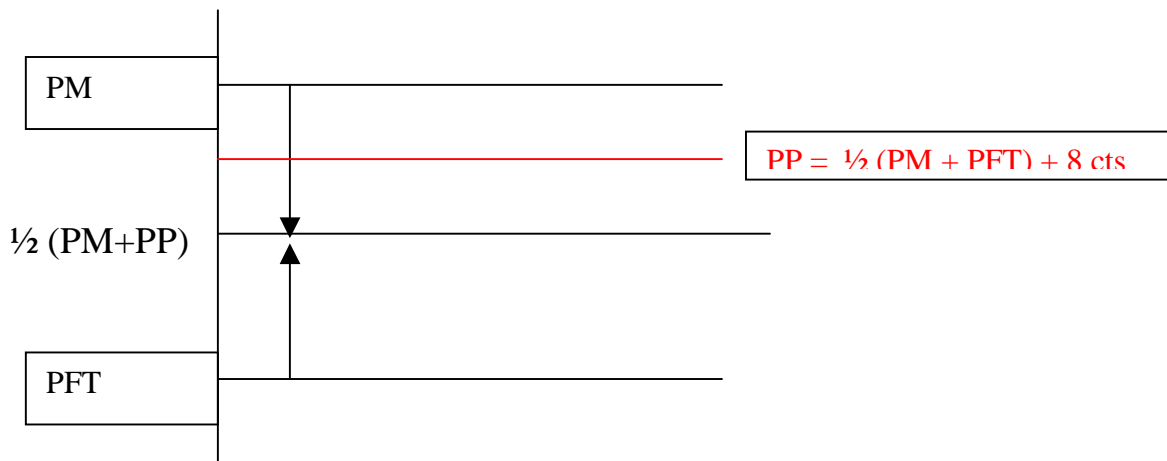 PM
PP = ½ (PM + PFT) + 8 cts
½ (PM+PP)
PFT